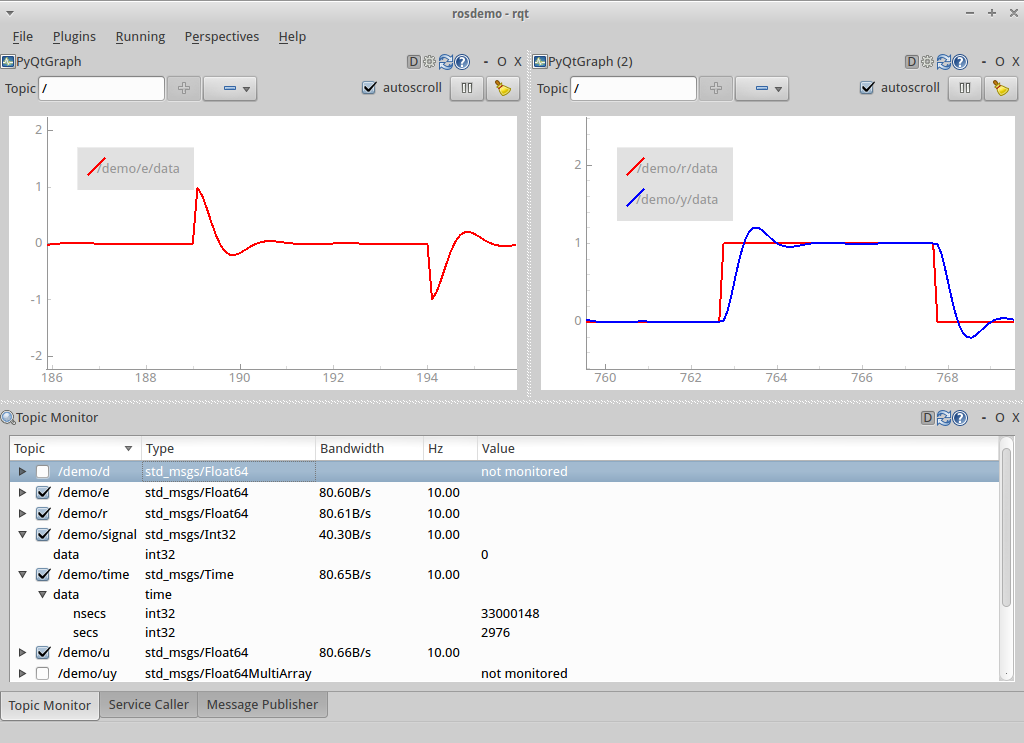 rosdemo - rqt
File Plugins Running Perspectives Help
PyQtGraph D - O X
PyQtGraph (2) D - O X
Topic / autoscroll
Topic / autoscroll
2
1
0
-1
-2
186 188 190 192 194
/demo/e/data
2
1
0
760 762 764 766 768
/demo/r/data
/demo/y/data
Topic Monitor D - O X
Topic Type Bandwidth Hz Value
/demo/d std_msgs/Float64 not monitored
/demo/e std_msgs/Float64 80.60B/s 10.00
/demo/r std_msgs/Float64 80.61B/s 10.00
/demo/signal std_msgs/Int32 40.30B/s 10.00
data int32 0
/demo/time std_msgs/Time 80.65B/s 10.00
data time
nsecs int32 33000148
secs int32 2976
/demo/u std_msgs/Float64 80.66B/s 10.00
/demo/uy std_msgs/Float64MultiArray not monitored
Topic Monitor Service Caller Message Publisher